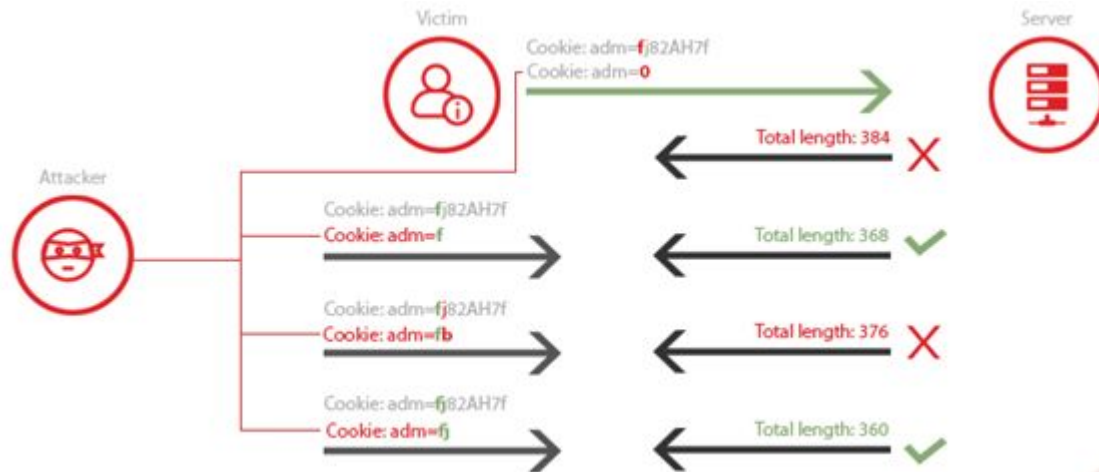 Victim
Server
Cookie: adm=fj82AH7f
Cookie: adm=0
Total length: 384
Attacker
Cookie: adm=fj82AH7f
Cookie: adm=f
Total length: 368
Cookie: adm=fj82AH7f
Cookie: adm=fb
Total length: 376
Cookie: adm=fj82AH7f
Cookie: adm=fj
Total length: 360